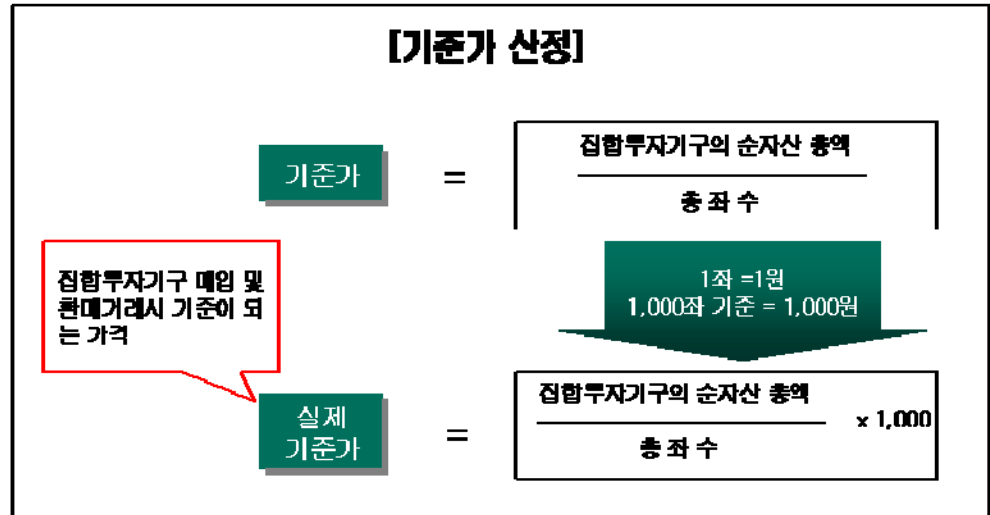 [기준가 산정]
기준가
=
집합투자기구의 순자산 총액
총 좌 수
집합투자기구 매입 및
환매거래시 기준이 되
는 가격
1좌 =1원
1,000좌 기준 = 1,000원
실제
기준가
=
집합투자기구의 순자산 총액
총 좌 수
x 1,000